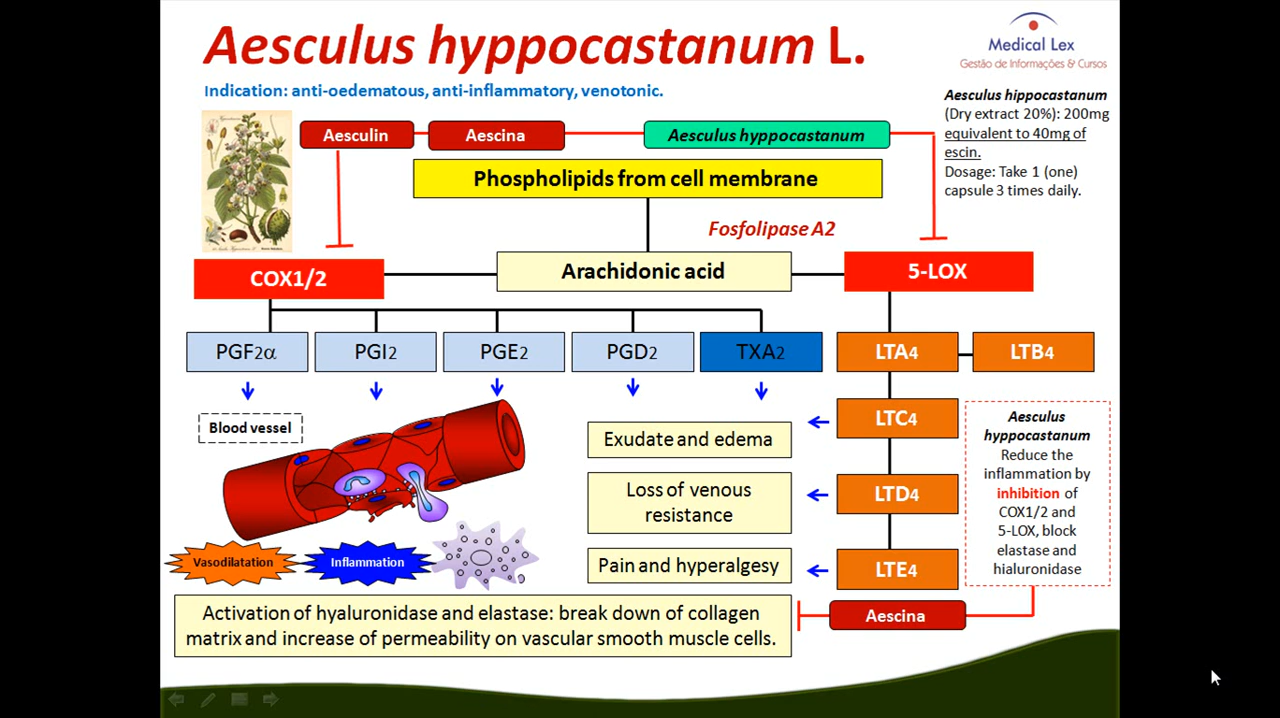 Aesculus hyppocastanum L.
Medical Lex
Gestão de Informações & Cursos
Indication: anti-oedematous, anti-inflammatory, venotonic.
Aesculus hippocastanum
(Dry extract 20%): 200mg
equivalent to 40mg of
escin.
Dosage: Take 1 (one)
capsule 3 times daily.
Aesculin
Aescina
Aesculus hyppocastanum
Phospholipids from cell membrane
Fosfolipase A2
COX1/2
Arachidonic acid
5-LOX
PGF2α
PGI2
PGE2
PGD2
TXA2
LTA4
LTB4
Blood vessel
LTC4
Exudate and edema
LTD4
Loss of venous
resistance
Pain and hyperalgesy
LTE4
Aesculus
hyppocastanum
Reduce the
inflammation by
inhibition of
COX1/2 and
5-LOX, block
elastase and
hialuronidase
Vasodilatation
Inflammation
Activation of hyaluronidase and elastase: break down of collagen
matrix and increase of permeability on vascular smooth muscle cells.
Aescina